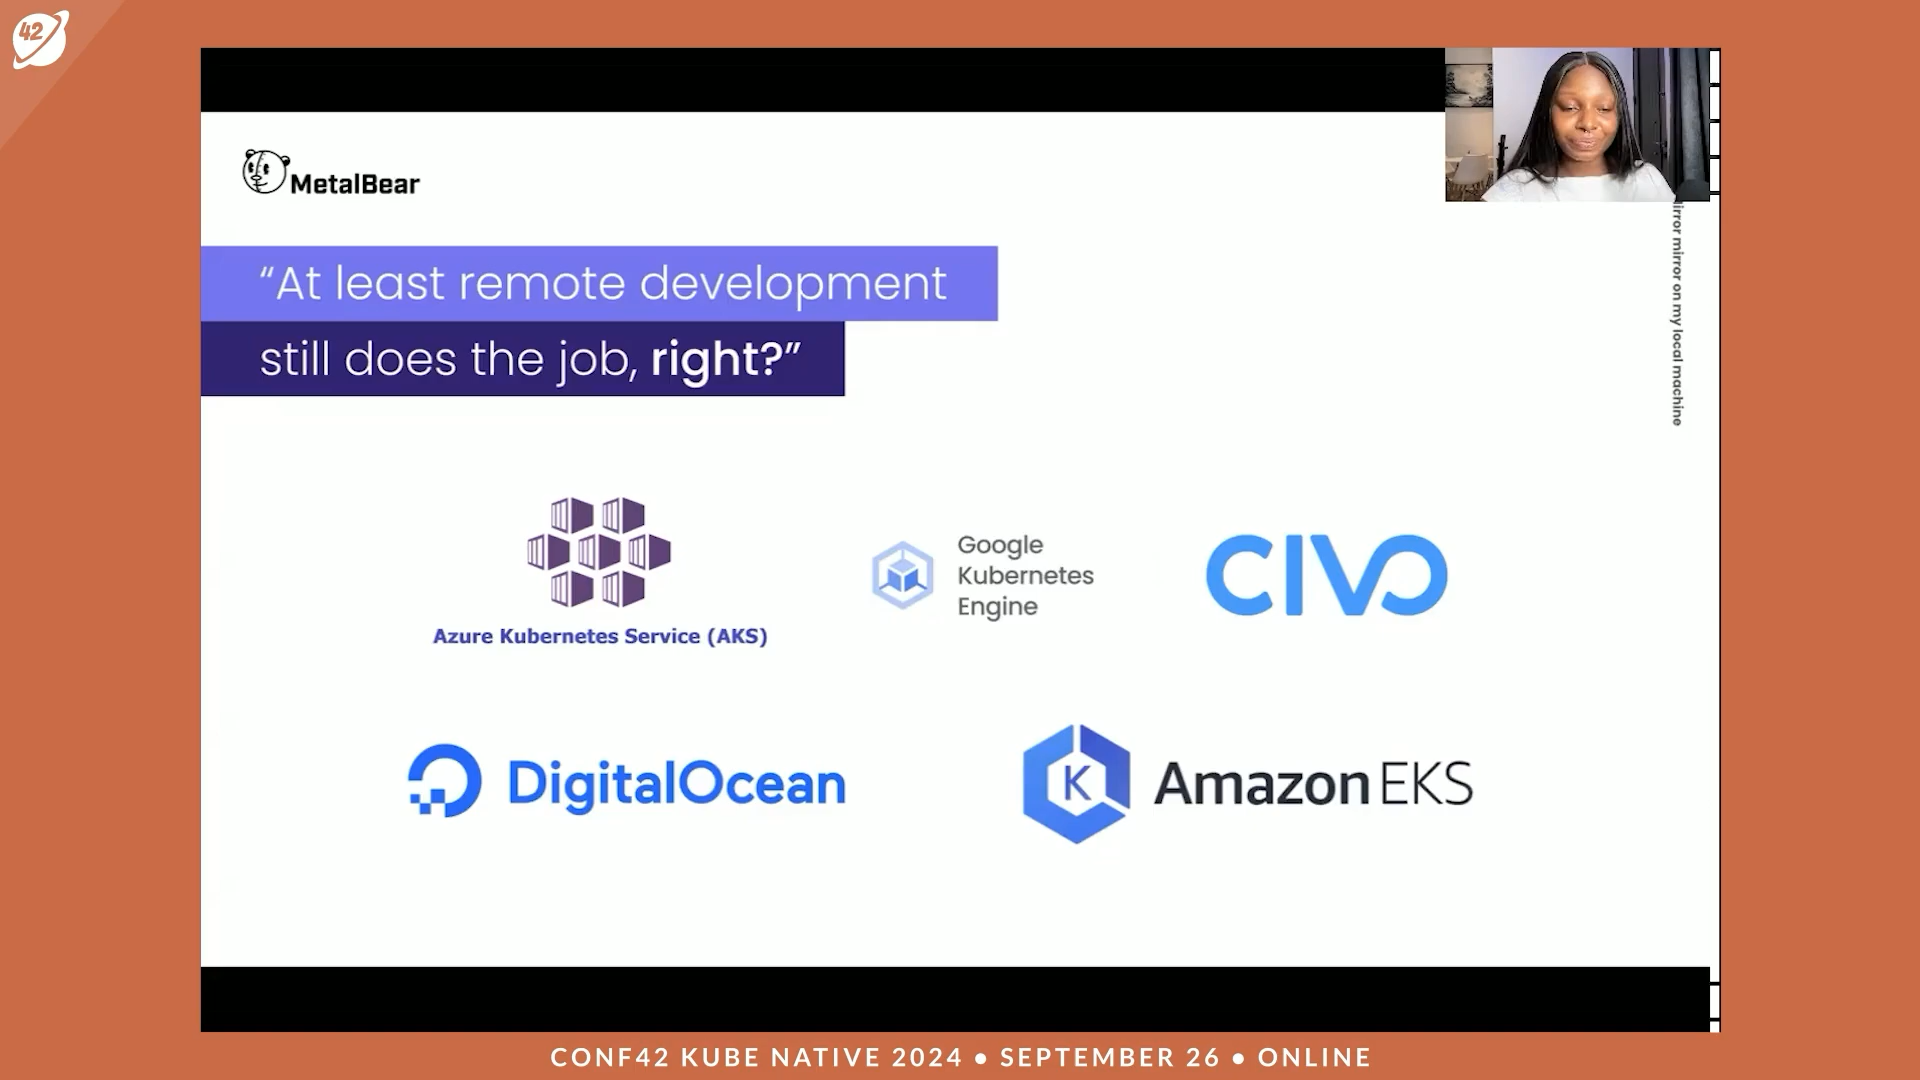 42
MetalBear
“At least remote development
still does the job, right?”
mirror on my local machine
Azure Kubernetes Service (AKS)
Google
Kubernetes
Engine
CIVO
DigitalOcean
K
Amazon EKS
CONF42 KUBE NATIVE 2024 ● SEPTEMBER 26 ● ONLINE